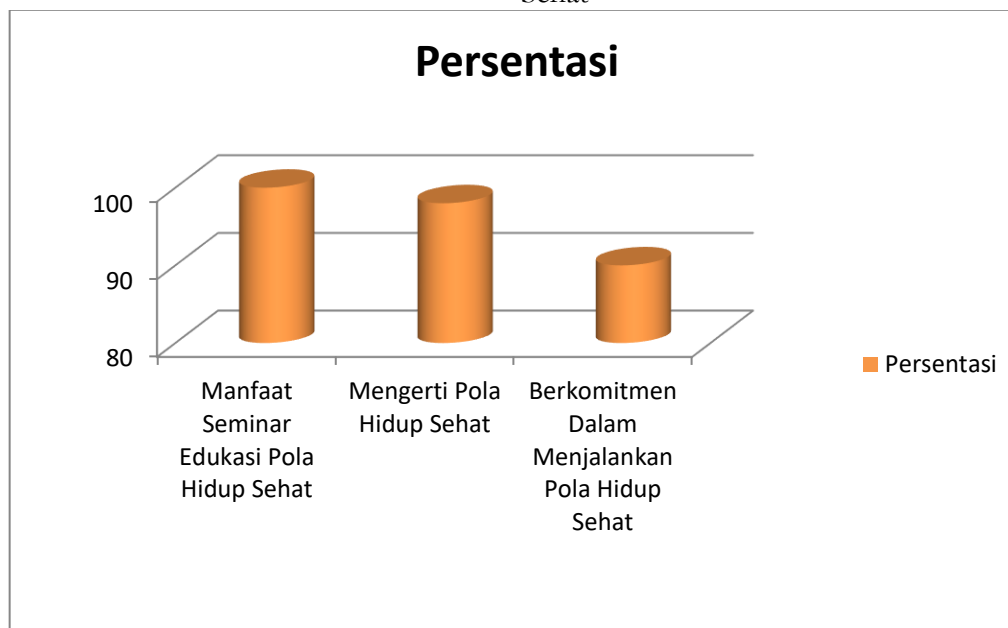 Persentasi
100
90
80
Manfaat
Seminar
Edukasi Pola
Hidup Sehat
Mengerti Pola
Hidup Sehat
Berkomitmen
Dalam
Menjalankan
Pola Hidup
Sehat
Persentasi